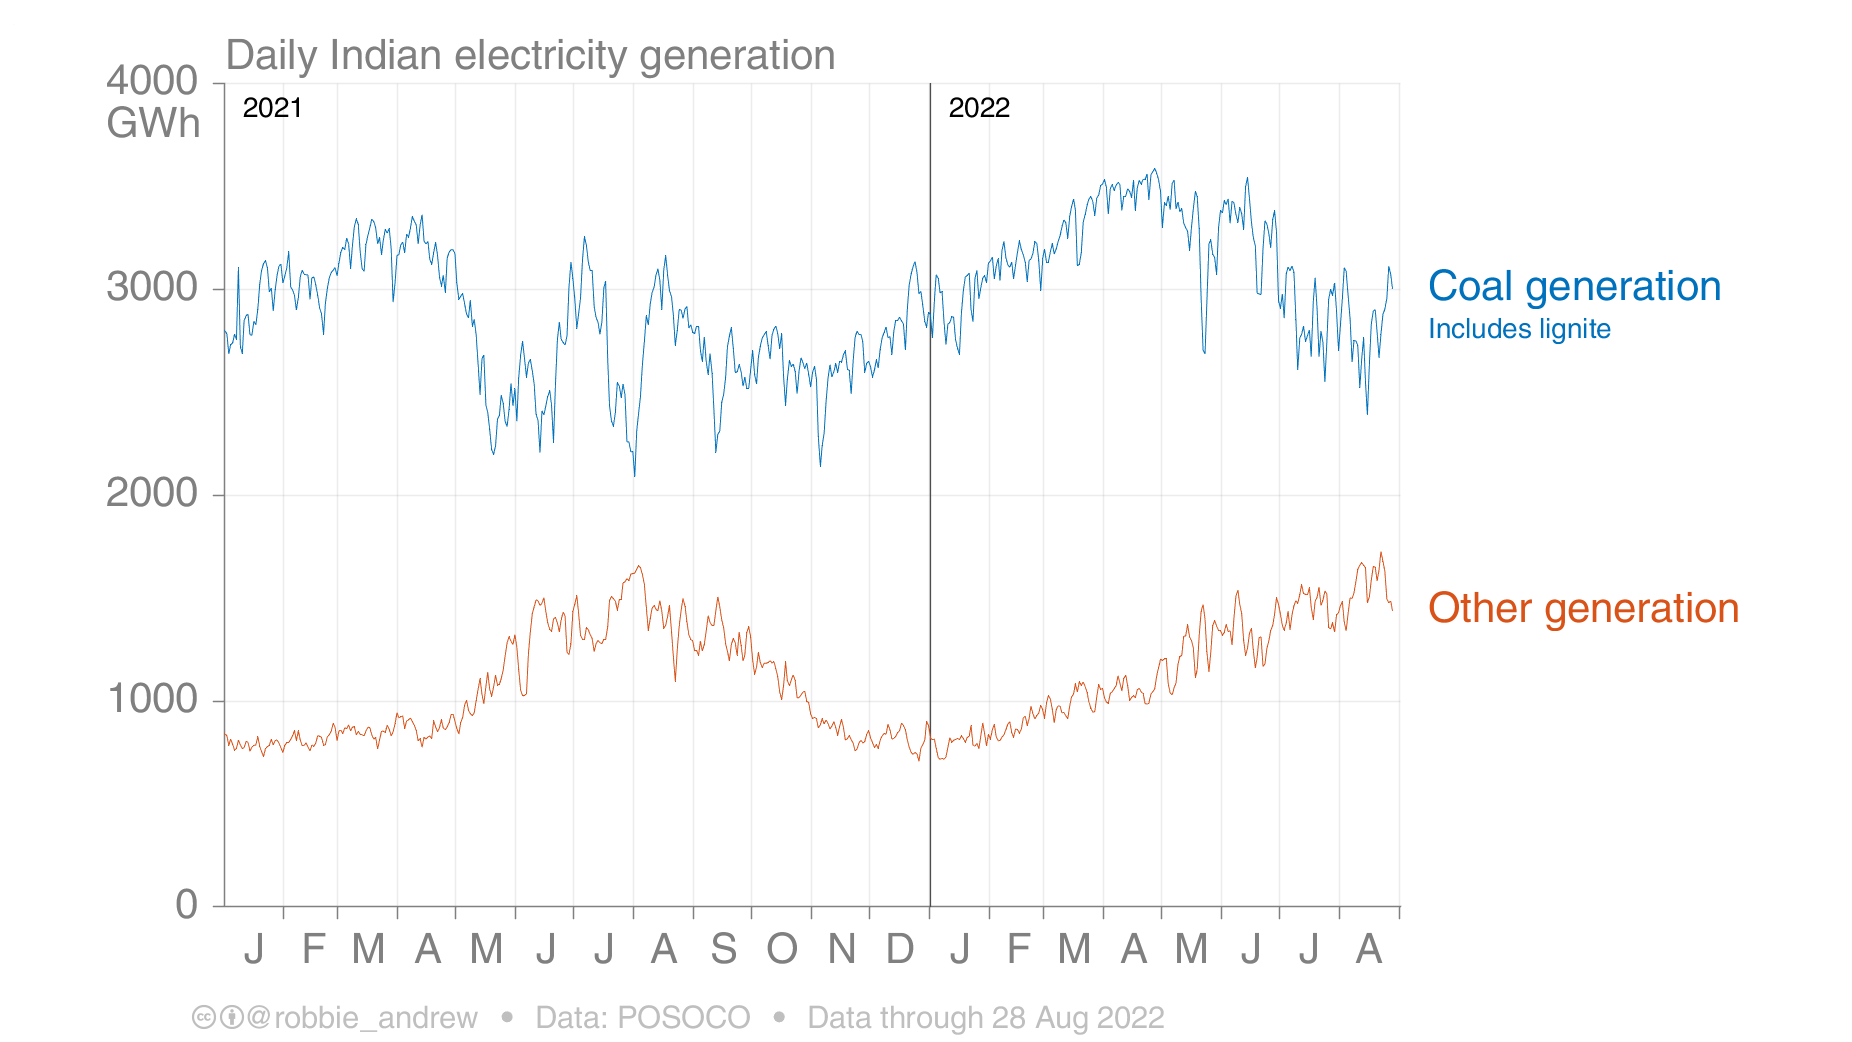 Daily Indian electricity generation
4000
GWh
2021
2022
3000
2000
1000
0
Coal generation
Includes lignite
Other generation
J F M A M J J A S O N D J F M A M J J A
@robbie_andrew • Data: POSOCO • Data through 28 Aug 2022